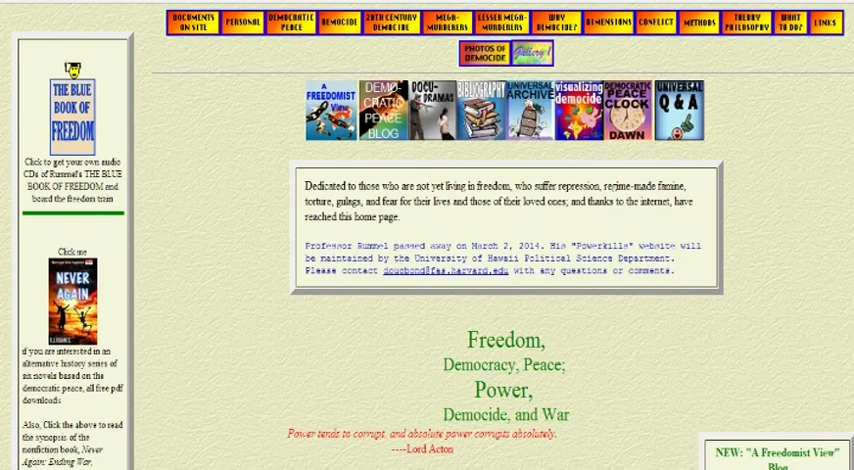 DOCUMENTS ON SITE
PERSONAL
DEMOCRATIC PEACE
DEMOCIDE
20TH CENTURY DEMOCIDE
MEGA-MURDERERS
LESSER MEGA-MURDERERS
WHY DEMOCIDE?
DIMENSIONS
CONFLICT
METHODS
THEORY PHILOSOPHY
WHAT TO DO?
LINKS
PHOTOS OF DEMOCIDE
Gallery!
A FREEDOMIST View
DEMO-CRATIC PEACE BLOG
DOCU-DRAMAS
BIBLIOGRAPHY
UNIVERSAL ARCHIVE
visualizing democide
DEMOCRATIC PEACE CLOCK DAWN
UNIVERSAL Q & A
THE BLUE
BOOK OF
FREEDOM
Click to get your own audio
CDs of Rummel's THE BLUE
BOOK OF FREEDOM and
board the freedom train
Click me
NEVER
AGAIN
if you are interested in an
alternative history series of
six novels based on the
democratic peace, all free pdf
downloads
Also, Click the above to read
the synopsis of the
nonfiction book, Never
Again: Ending War,
Dedicated to those who are not yet living in freedom, who suffer repression, regime-made famine,
torture, gulags, and fear for their lives and those of their loved ones; and thanks to the internet, have
reached this home page.
Professor Rummel passed away on March 2, 2014. His "Powerkills" website will
be maintained by the University of Hawaii Political Science Department.
Please contact dougbond@fas.harvard.edu with any questions or comments.
Freedom,
Democracy, Peace;
Power,
Democide, and War
Power tends to corrupt, and absolute power corrupts absolutely.
----Lord Acton
NEW: "A Freedomist View"
Blog